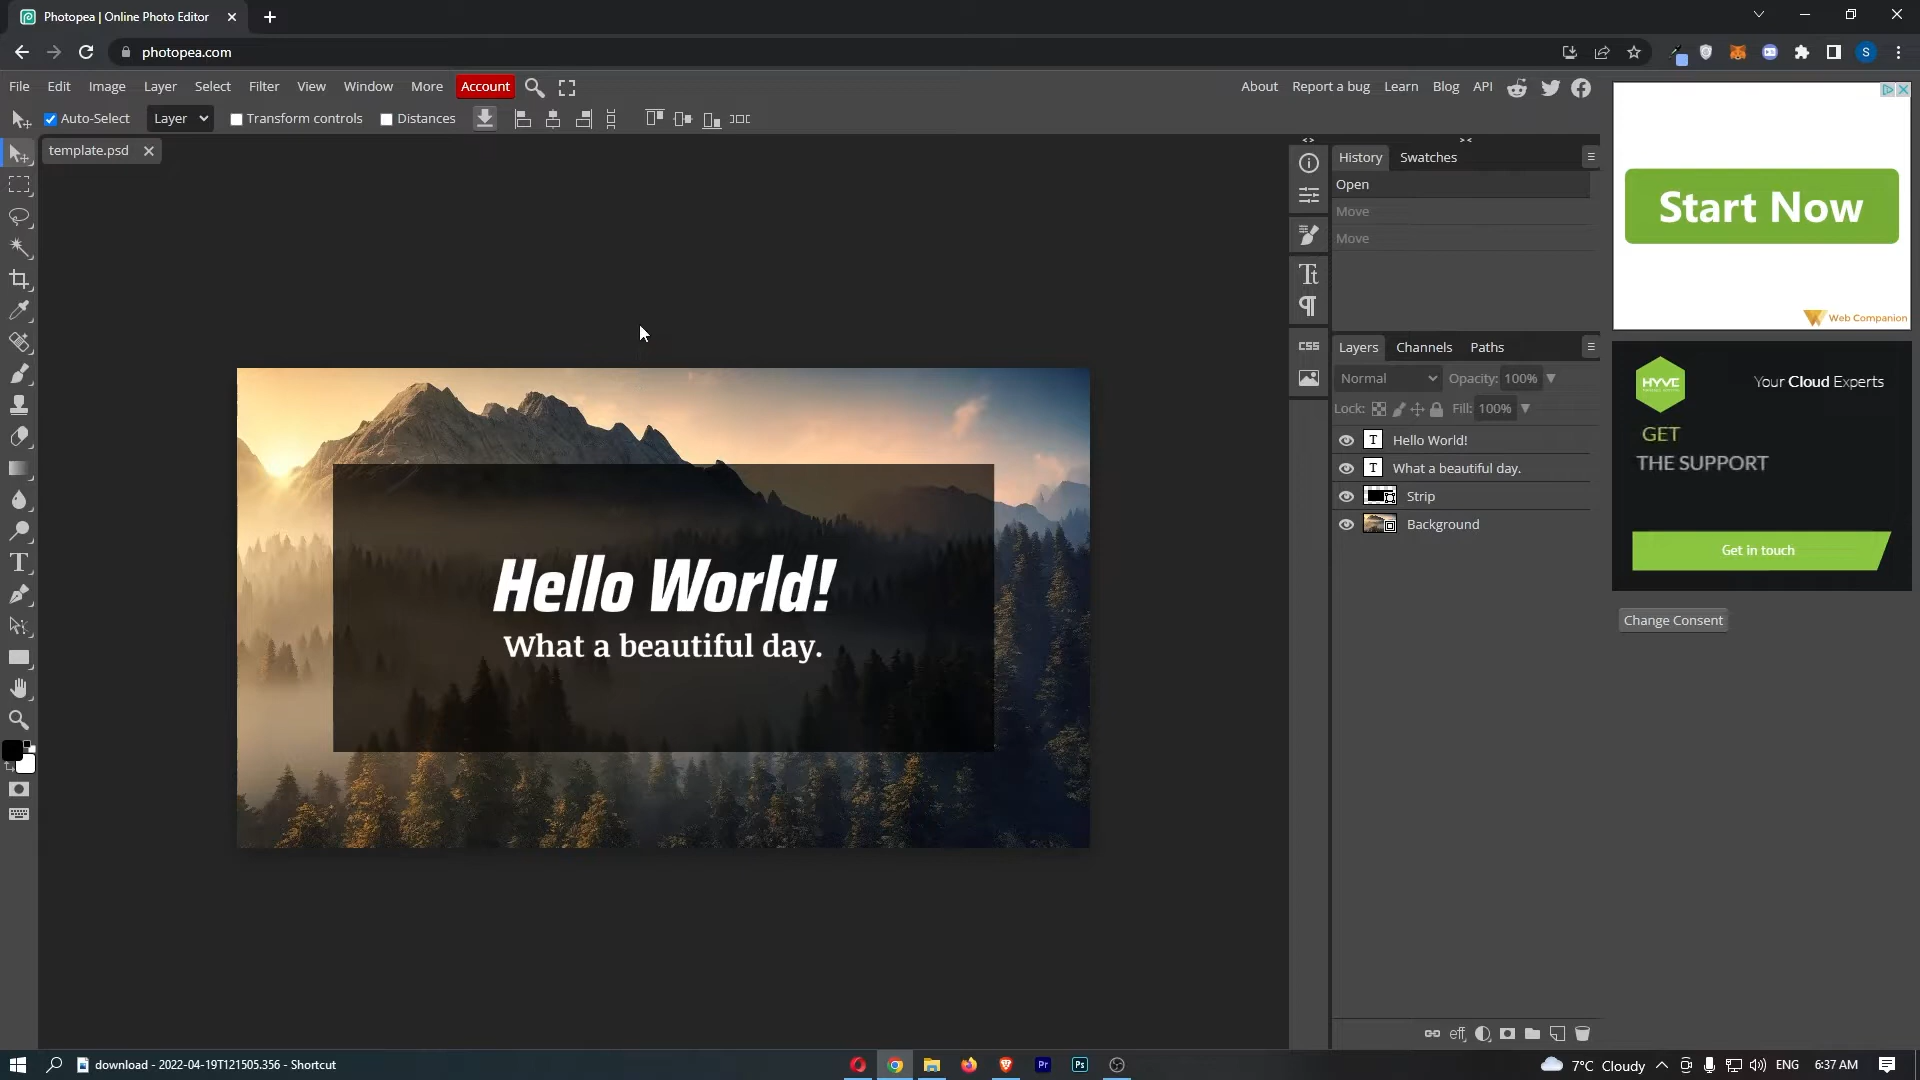 Photopea | Online Photo Editor
photopea.com
S
File Edit Image Layer Select Filter View Window More Account
About Report a bug Learn Blog API
Auto-Select Layer Transform controls Distances
template.psd
History Swatches
Open
Move
Move
CSS
Layers Channels Paths
Normal Opacity: 100%
Lock: Fill: 100%
T Hello World!
T What a beautiful day.
Strip
Background
eff
Hello World!
What a beautiful day.
Start Now
Web Companion
HYVE
Your Cloud Experts
GET
THE SUPPORT
Get in touch
Change Consent
download - 2022-04-19T121505.356 - Shortcut
Pr
Ps
7°C Cloudy
ENG
6:37 AM